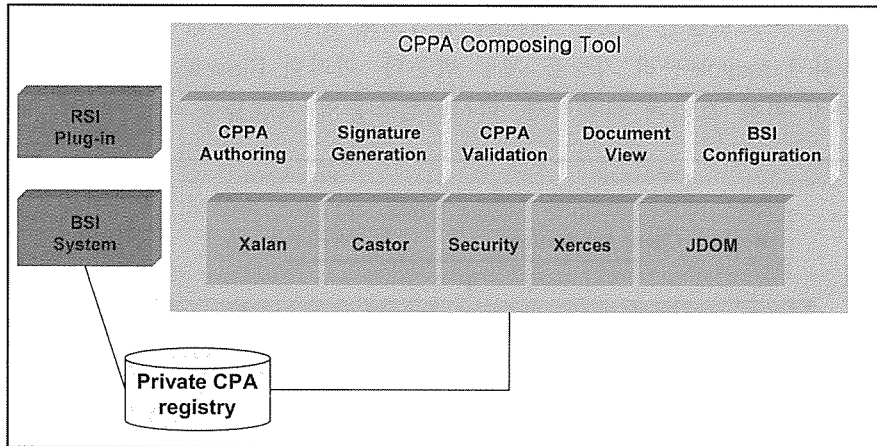 CPPA Composing Tool
RSI
Plug-in
CPPA
Authoring
Signature
Generation
CPPA
Validation
Document
View
BSI
Configuration
BSI
System
Xalan
Castor
Security
Xerces
JDOM
Private CPA
registry